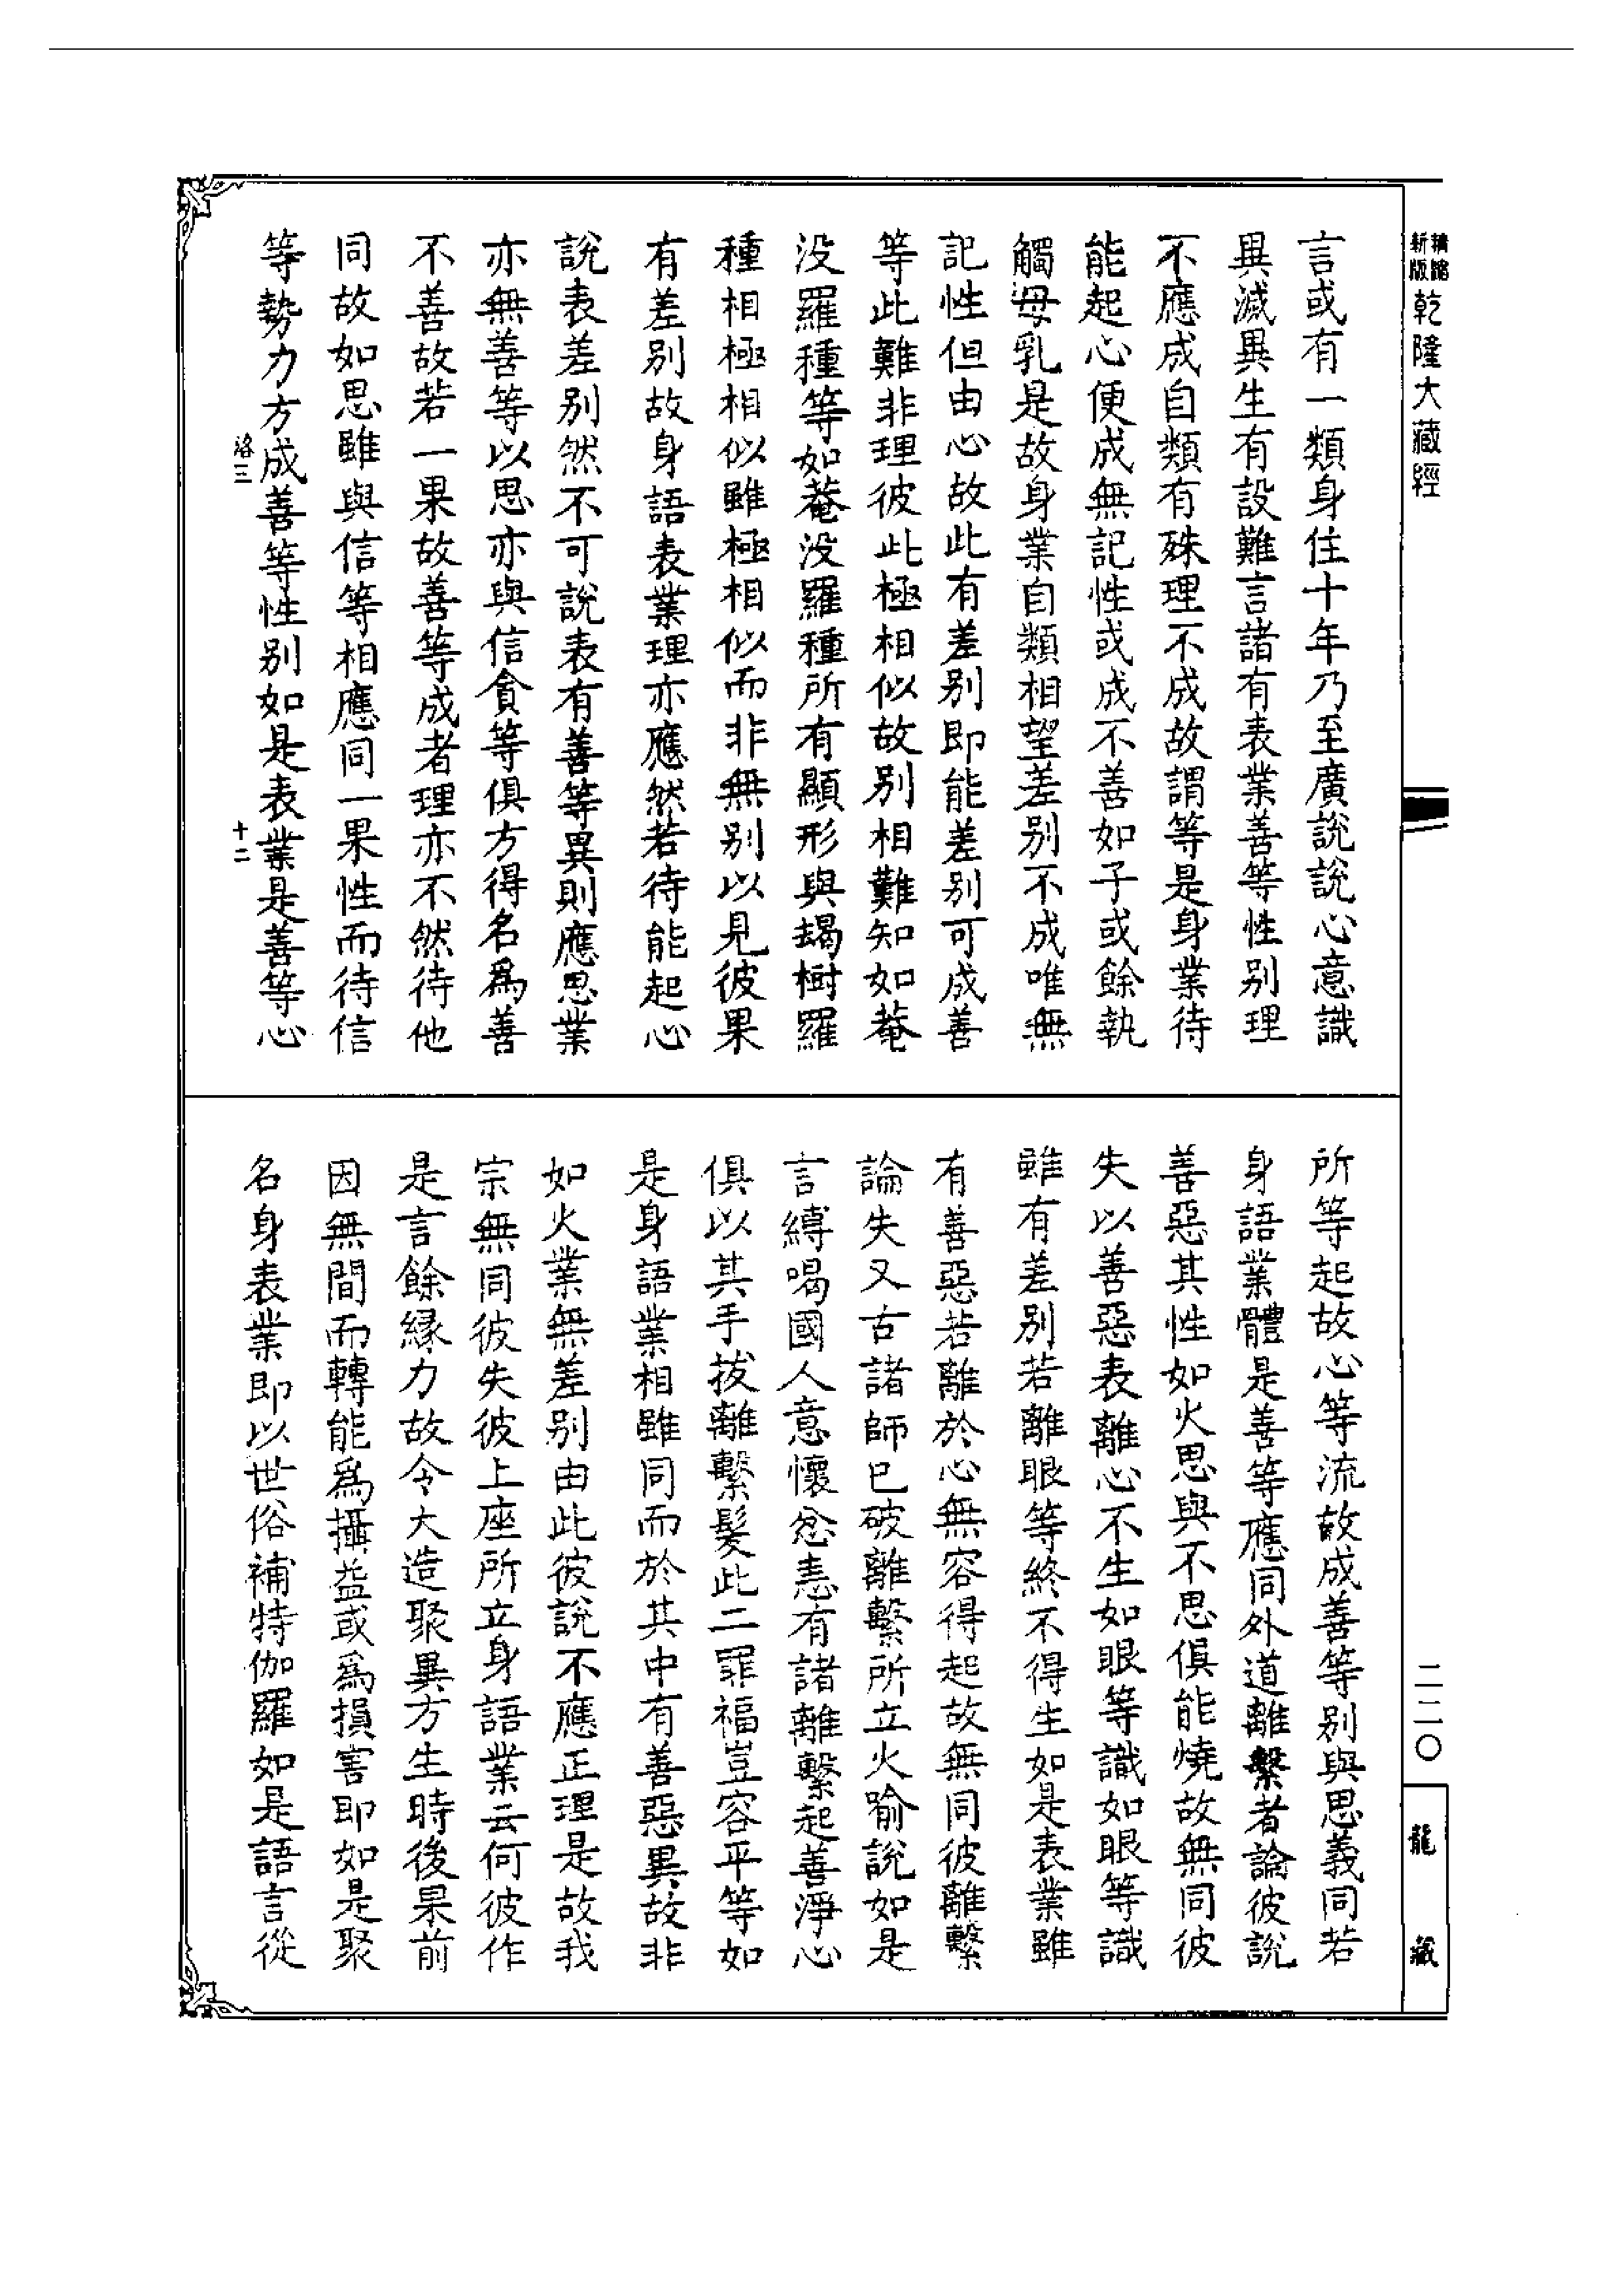 精縮新版乾隆大藏經
言或有一類身住十年乃至廣說說心意識
異滅異生有設難言諸有表業善等性別理
不應成自類有殊理不成故謂等是身業待
能起心便成無記性或成不善如子或餘執
觸母乳是故身業自類相望差別不成唯無
記性但由心故此有差別即能差別可成善
等此難非理彼此極相似故別相難知如菴
没羅種等如菴没羅種所有顯形與朅樹羅
種相極相似雖極相似而非無別以見彼果
有差別故身語表業理亦應然若待能起心
說表差別然不可說表有善等異則應思業
亦無善等以思亦與信貪等俱方得名爲善
不善故若一果故善等成者理亦不然待他
同故如思雖與信等相應同一果性而待信
等勢力方成善等性別如是表業是善等心
洛三
十二
所等起故心等流故成善等別與思義同若
身語業體是善等應同外道離繫者論彼說
善惡其性如火思與不思俱能燒故無同彼
失以善惡表離心不生如眼等識如眼等識
雖有差別若離眼等終不得生如是表業雖
有善惡若離於心無容得起故無同彼離繫
論失又古諸師已破離繫所立火喻說如是
言縛喝國人意懷忿恚有諸離繫起善淨心
俱以其手拔離繫髮此二罪福豈容平等如
是身語業相雖同而於其中有善惡異故非
如火業無差別由此彼說不應正理是故我
宗無同彼失彼上座所立身語業云何彼作
是言餘緣力故令大造聚異方生時後果前
因無間而轉能爲攝益或爲損害即如是聚
名身表業即以世俗補特伽羅如是語言從
二二〇
龍藏